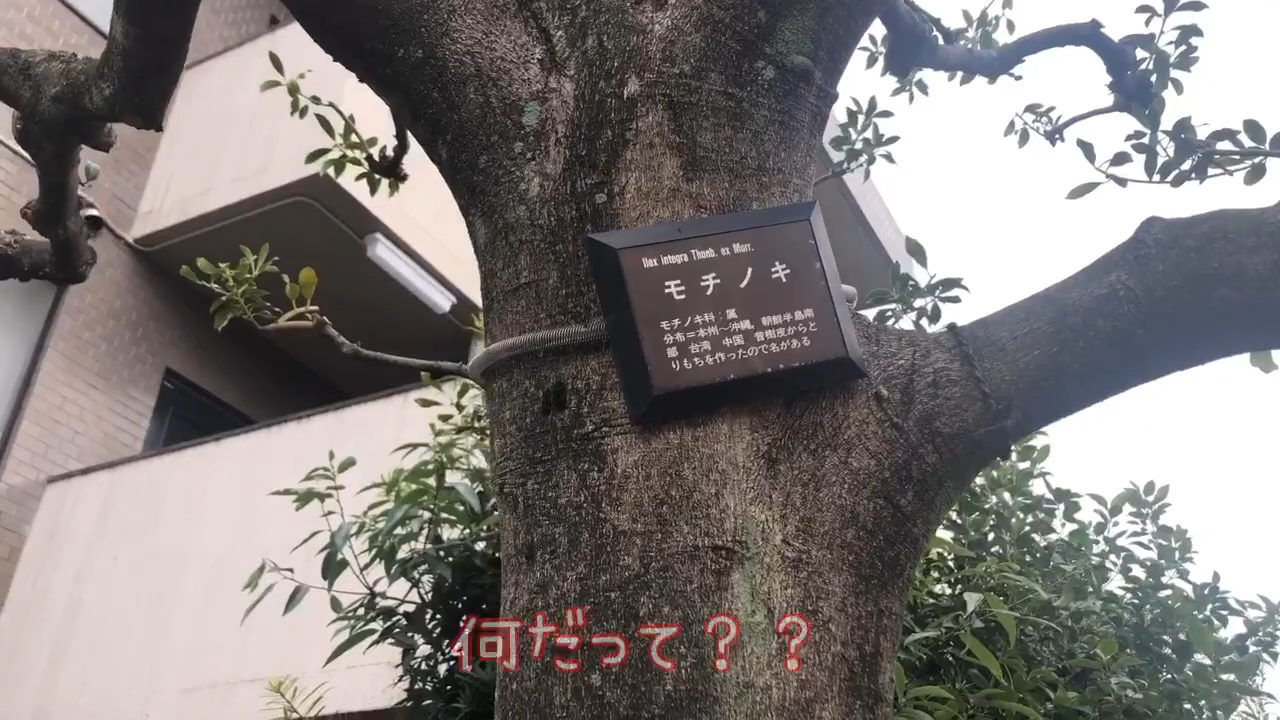 Ilex integra Thunb. ex Murr.
モチノキ
モチノキ科:属
分布=本州〜沖縄。朝鮮半島南
部 台湾 中国 昔樹皮からと
りもちを作ったので名がある
何だって??